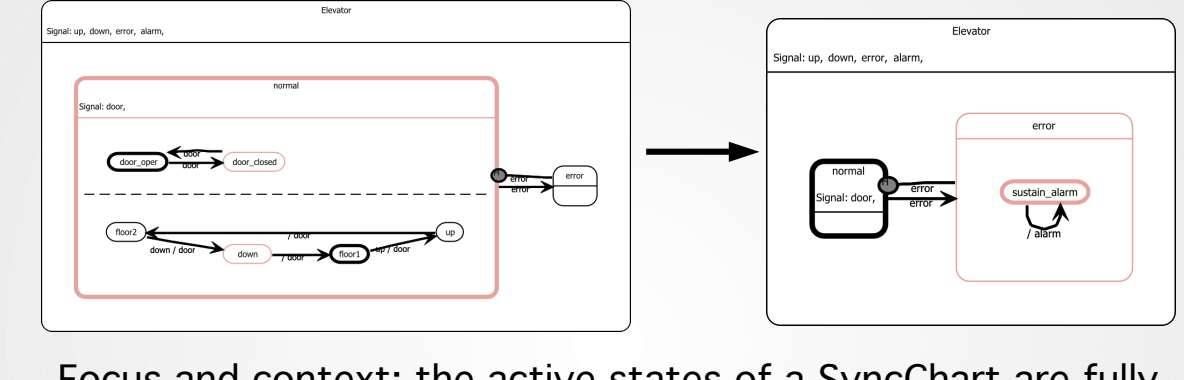 Elevator
Signal: up, down, error, alarm,
normal
Signal: door,
door_oper
door
door
door_closed
H
error
error
error
floor2
/ door
up
down / door
down
/ door
floor1
up / door
Elevator
Signal: up, down, error, alarm,
error
normal
Signal: door,
H
error
error
sustain_alarm
/ alarm
Focus and context: the active states of a SyncChart are fully